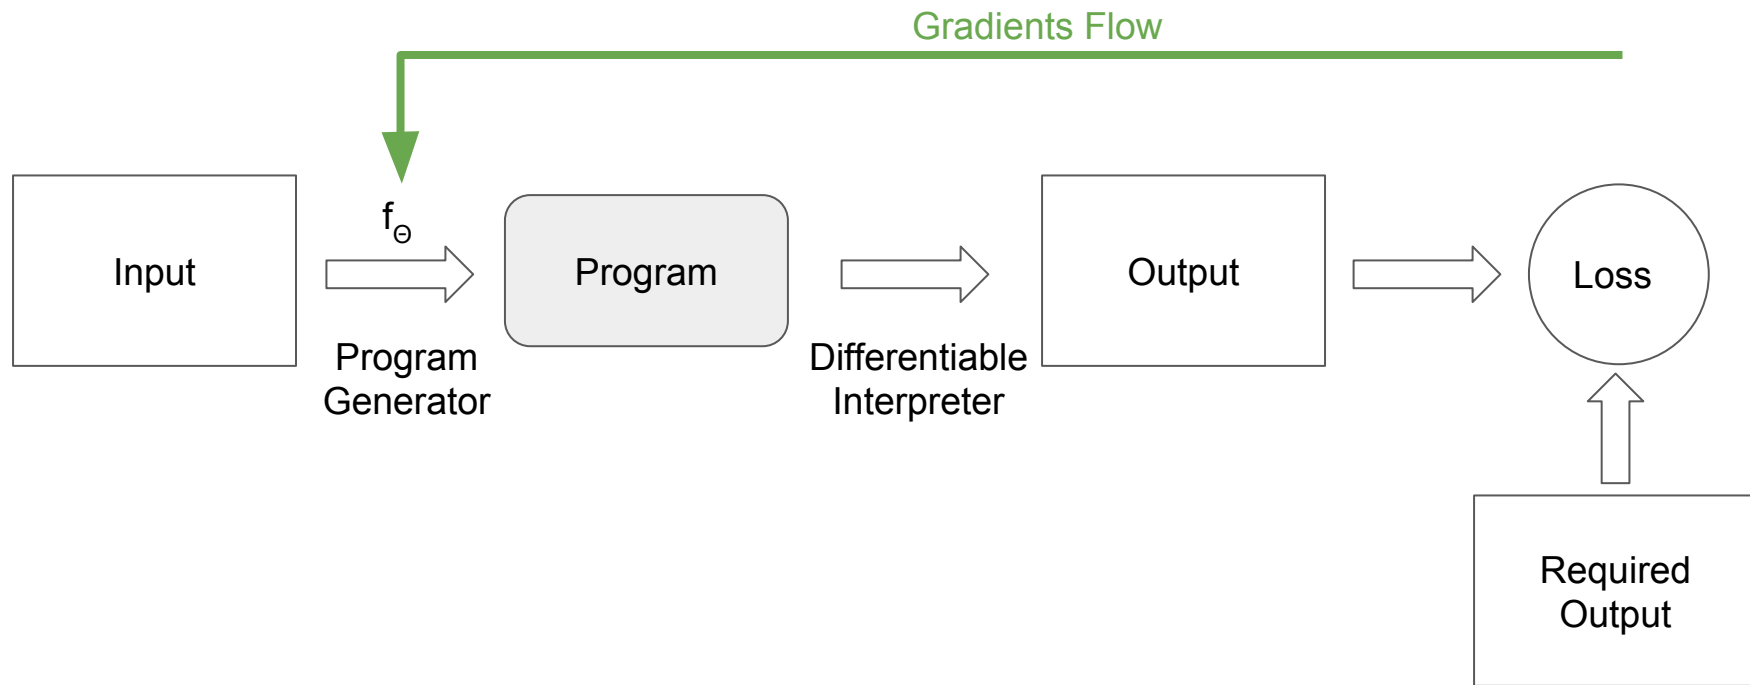 Gradients Flow
Input
fΘ
Program
Generator
Program
Differentiable
Interpreter
Output
Loss
Required
Output